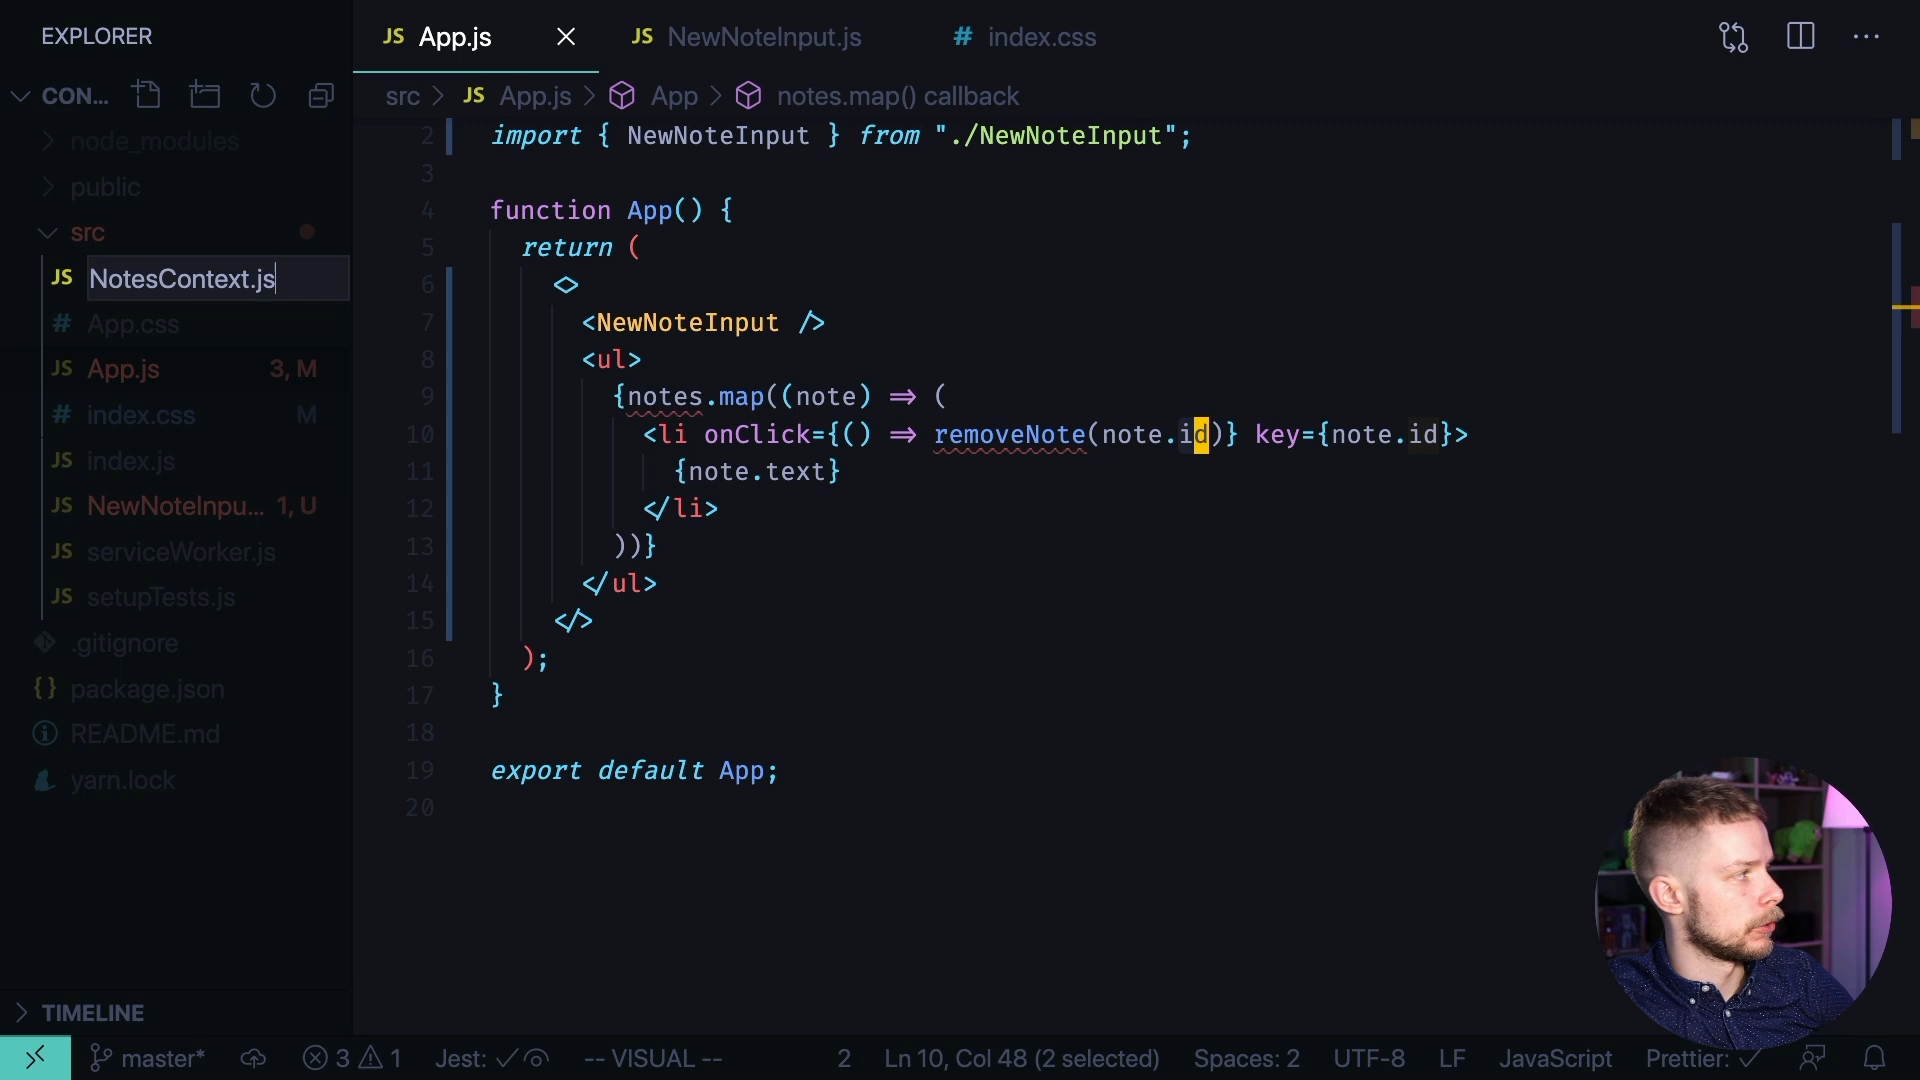 EXPLORER
CON...
node_modules
public
src
JS NotesContext.js
# App.css
JS App.js 3, M
# index.css M
JS index.js
JS NewNoteInpu... 1, U
JS serviceWorker.js
JS setupTests.js
.gitignore
{} package.json
README.md
yarn.lock
TIMELINE
JS App.js
JS NewNoteInput.js
# index.css
src > JS App.js > App > notes.map() callback
2 import { NewNoteInput } from "./NewNoteInput";
3
4 function App() {
5 return (
6 <>
7 <NewNoteInput />
8 <ul>
9 {notes.map((note) => (
10 <li onClick={() => removeNote(note.id)} key={note.id}>
11 {note.text}
12 </li>
13 ))}
14 </ul>
15 </>
16 );
17 }
18
19 export default App;
20
master* 3 1 Jest: -- VISUAL -- 2 Ln 10, Col 48 (2 selected) Spaces: 2 UTF-8 LF JavaScript Prettier: